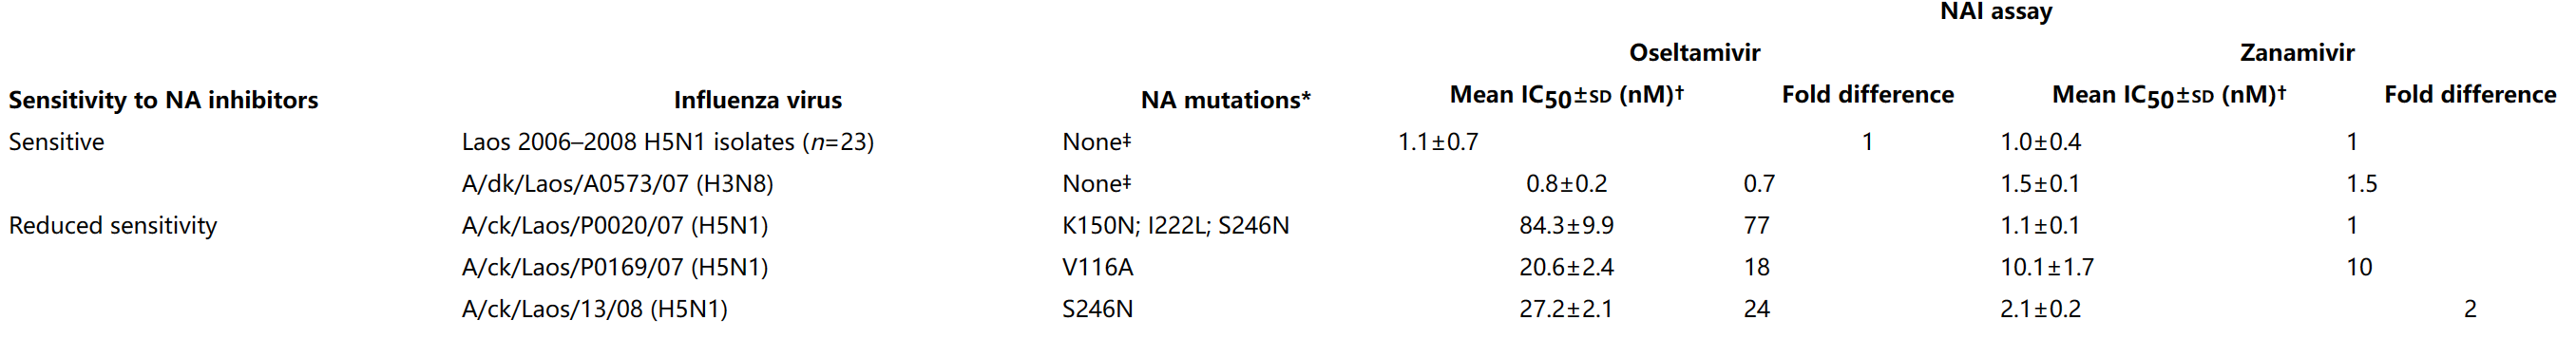 NAI assay
Oseltamivir Zanamivir
Sensitivity to NA inhibitors Influenza virus NA mutations* Mean IC50±SD (nM)† Fold difference Mean IC50±SD (nM)† Fold difference
Sensitive Laos 2006–2008 H5N1 isolates (n=23) None‡ 1.1±0.7 1 1.0±0.4 1
A/dk/Laos/A0573/07 (H3N8) None‡ 0.8±0.2 0.7 1.5±0.1 1.5
Reduced sensitivity A/ck/Laos/P0020/07 (H5N1) K150N; I222L; S246N 84.3±9.9 77 1.1±0.1 1
A/ck/Laos/P0169/07 (H5N1) V116A 20.6±2.4 18 10.1±1.7 10
A/ck/Laos/13/08 (H5N1) S246N 27.2±2.1 24 2.1±0.2 2